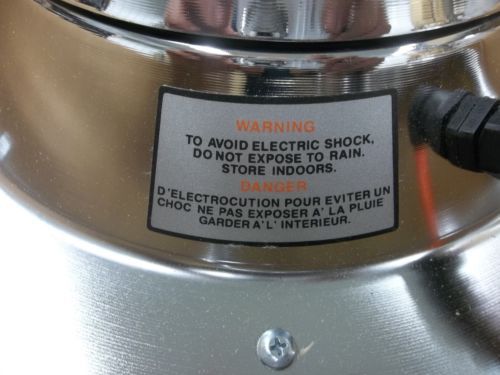 WARNING
TO AVOID ELECTRIC SHOCK,
DO NOT EXPOSE TO RAIN.
STORE INDOORS.
DANGER
D'ELECTROCUTION POUR EVITER UN
CHOC NE PAS EXPOSER A' LA PLUIE
GARDER A' L' INTERIEUR.